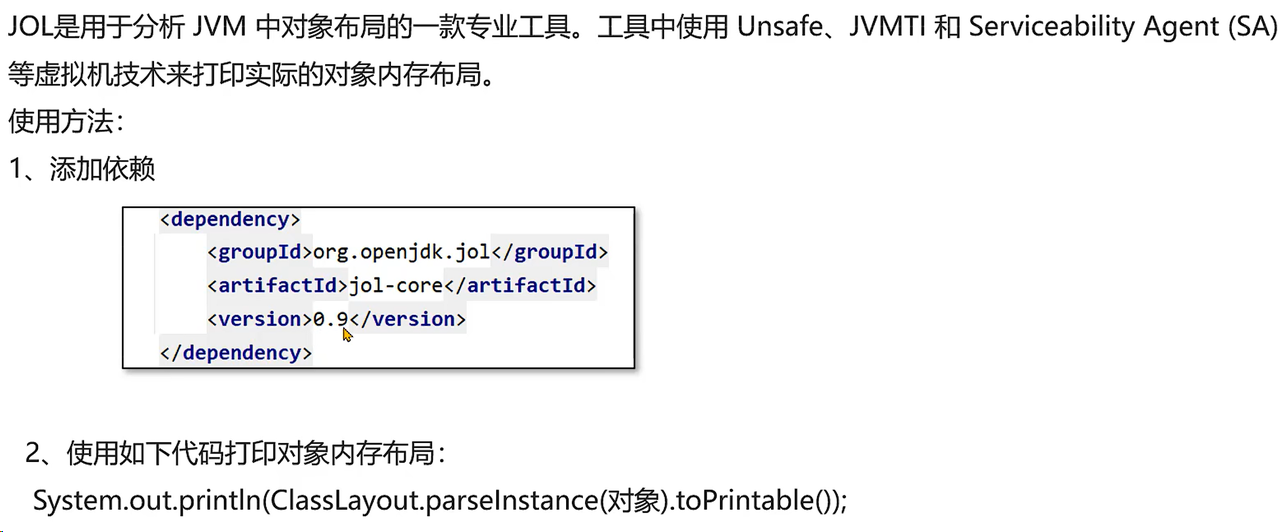 JOL是用于分析 JVM 中对象布局的一款专业工具。工具中使用 Unsafe、JVMTI 和 Serviceability Agent (SA)
等虚拟机技术来打印实际的对象内存布局。
使用方法：
1、添加依赖
<dependency>
<groupId>org.openjdk.jol</groupId>
<artifactId>jol-core</artifactId>
<version>0.9</version>
</dependency>
2、使用如下代码打印对象内存布局：
System.out.println(ClassLayout.parseInstance(对象).toPrintable());